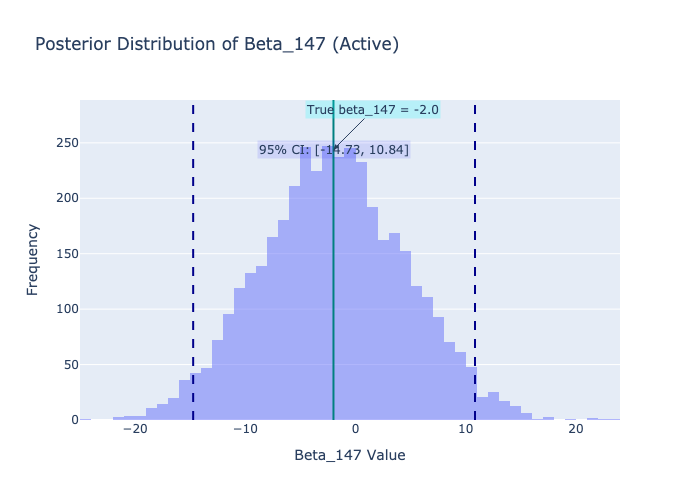 Posterior Distribution of Beta_147 (Active)
True beta_147 = -2.0
95% CI: [-14.73, 10.84]
250
200
150
100
50
0
Frequency
−20
−10
0
10
20
Beta_147 Value